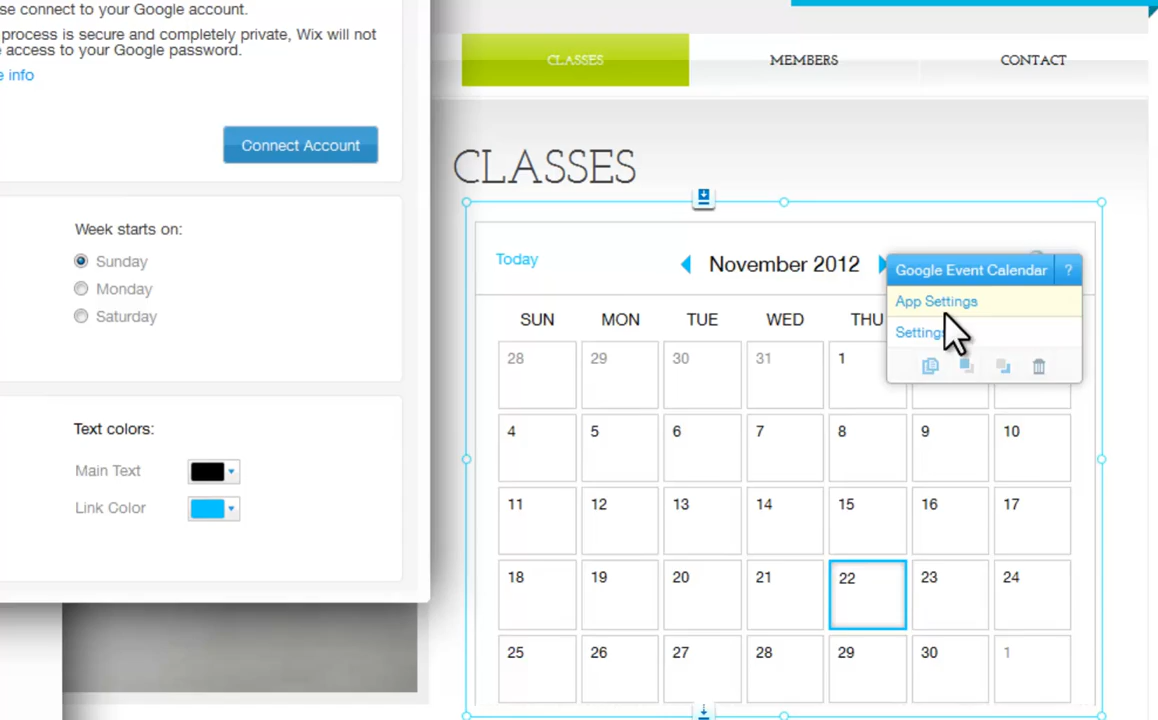 se connect to your Google account.
process is secure and completely private, Wix will not
access to your Google password.
e info
Connect Account
Week starts on:
Sunday
Monday
Saturday
Text colors:
Main Text
Link Color
CLASSES
MEMBERS
CONTACT
CLASSES
Today
November 2012
Google Event Calendar ?
App Settings
Settings
SUN MON TUE WED THU
28 29 30 31 1
4 5 6 7 8 9 10
11 12 13 14 15 16 17
18 19 20 21 22 23 24
25 26 27 28 29 30 1